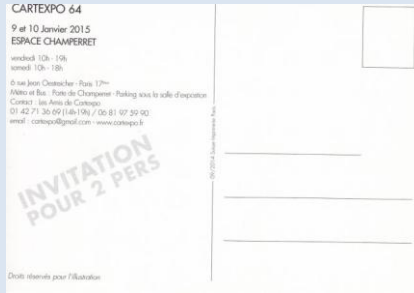 CARTEXPO 64
9 et 10 Janvier 2015
ESPACE CHAMPERRET
vendredi 10h - 19h
samedi 10h - 18h
6 rue Jean Oestreicher - Paris 17ème
Métro et Bus : Porte de Champerret - Parking sous la salle d'exposition
Contact : Les Amis de Cartexpo
01 42 71 36 69 (14h-19h) / 06 81 97 59 90
email : cartexpo@gmail.com - www.cartexpo.fr
INVITATION
POUR 2 PERS
Droits réservés pour l'illustration